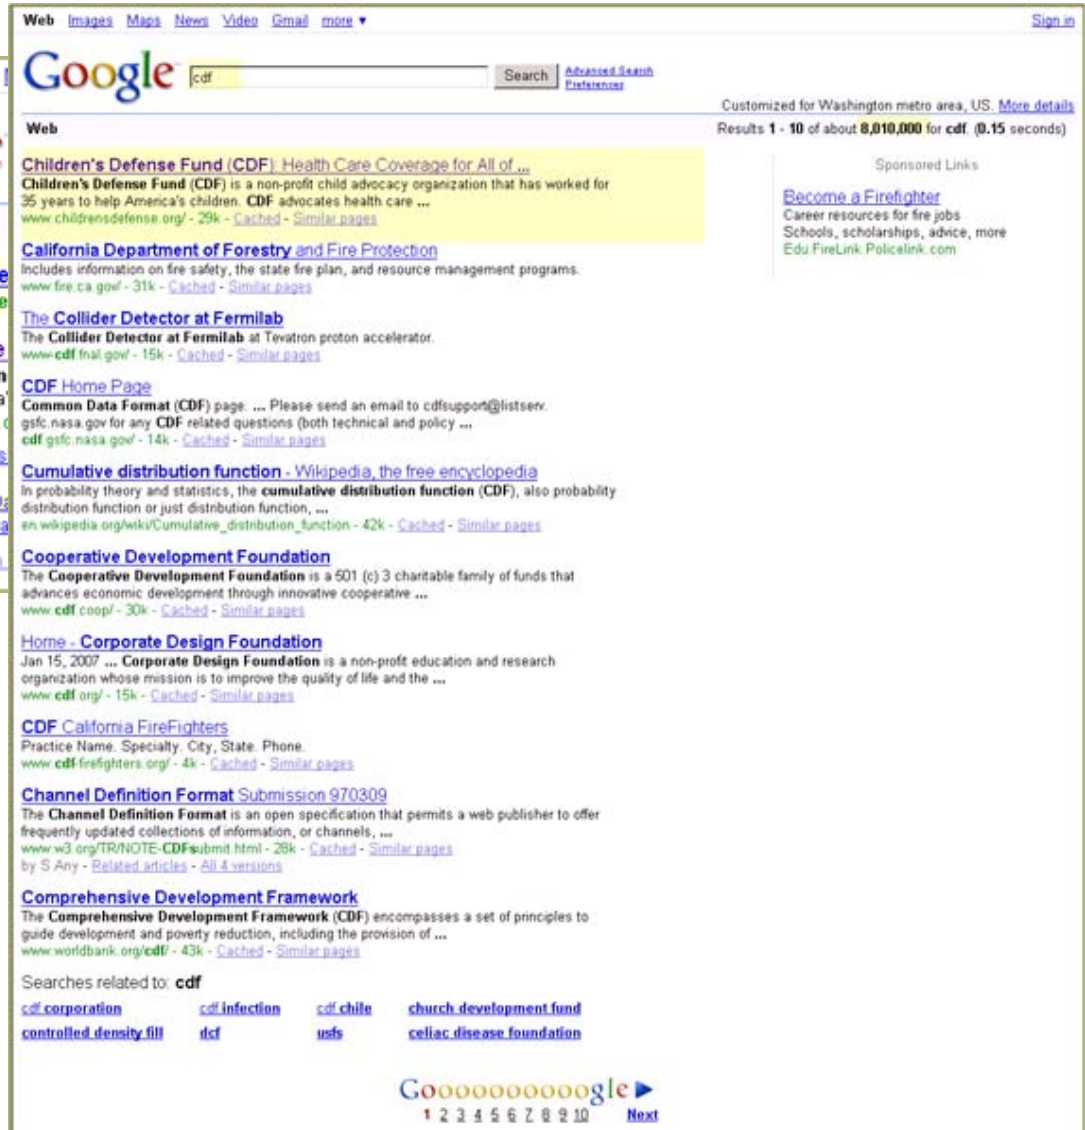 Web Images Maps News Video Gmail more ▼ Sign in
Google cdf Search Advanced Search
Preferences
Customized for Washington metro area, US. More details
Web Results 1 - 10 of about 8,010,000 for cdf. (0.15 seconds)
Children's Defense Fund (CDF): Health Care Coverage for All of ...
Children's Defense Fund (CDF) is a non-profit child advocacy organization that has worked for
35 years to help America's children. CDF advocates health care ...
www.childrensdefense.org/ - 29k - Cached - Similar pages
Sponsored Links
Become a Firefighter
Career resources for fire jobs
Schools, scholarships, advice, more
Edu.FireLink.Policelink.com
California Department of Forestry and Fire Protection
Includes information on fire safety, the state fire plan, and resource management programs.
www.fire.ca.gov/ - 31k - Cached - Similar pages
The Collider Detector at Fermilab
The Collider Detector at Fermilab at Tevatron proton accelerator.
www-cdf.fnal.gov/ - 15k - Cached - Similar pages
CDF Home Page
Common Data Format (CDF) page. ... Please send an email to cdfsupport@listserv.
gsfc.nasa.gov for any CDF related questions (both technical and policy ...
cdf.gsfc.nasa.gov/ - 14k - Cached - Similar pages
Cumulative distribution function - Wikipedia, the free encyclopedia
In probability theory and statistics, the cumulative distribution function (CDF), also probability
distribution function or just distribution function, ...
en.wikipedia.org/wiki/Cumulative_distribution_function - 42k - Cached - Similar pages
Cooperative Development Foundation
The Cooperative Development Foundation is a 501 (c) 3 charitable family of funds that
advances economic development through innovative cooperative ...
www.cdf.coop/ - 30k - Cached - Similar pages
Home - Corporate Design Foundation
Jan 15, 2007 ... Corporate Design Foundation is a non-profit education and research
organization whose mission is to improve the quality of life and the ...
www.cdf.org/ - 15k - Cached - Similar pages
CDF California FireFighters
Practice Name. Specialty. City, State. Phone.
www.cdf-firefighters.org/ - 4k - Cached - Similar pages
Channel Definition Format Submission 970309
The Channel Definition Format is an open specification that permits a web publisher to offer
frequently updated collections of information, or channels, ...
www.w3.org/TR/NOTE-CDFsubmit.html - 28k - Cached - Similar pages
by S Any - Related articles - All 4 versions
Comprehensive Development Framework
The Comprehensive Development Framework (CDF) encompasses a set of principles to
guide development and poverty reduction, including the provision of ...
www.worldbank.org/cdf/ - 43k - Cached - Similar pages
Searches related to: cdf
cdf corporation cdf infection cdf chile church development fund
controlled density fill dcf usfs celiac disease foundation
Goooooooooogle
1 2 3 4 5 6 7 8 9 10 Next